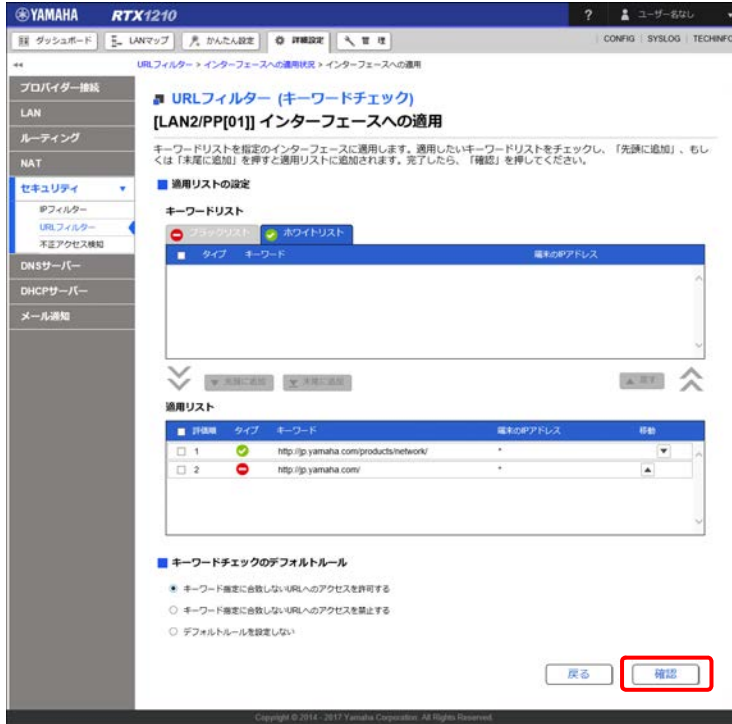 YAMAHA RTX1210 ? ユーザー名なし
ダッシュボード LANマップ かんたん設定 詳細設定 管理 CONFIG SYSLOG TECHINFO
URLフィルター > インターフェースへの適用状況 > インターフェースへの適用
プロバイダー接続
LAN
ルーティング
NAT
セキュリティ
IPフィルター
URLフィルター
不正アクセス検知
DNSサーバー
DHCPサーバー
メール通知
URLフィルター (キーワードチェック)
[LAN2/PP[01]] インターフェースへの適用
キーワードリストを指定のインターフェースに適用します。適用したいキーワードリストをチェックし、「先頭に追加」、もし
くは「末尾に追加」を押すと適用リストに追加されます。完了したら、「確認」を押してください。
適用リストの設定
キーワードリスト
ブラックリスト ホワイトリスト
タイプ キーワード 端末のIPアドレス
先頭に追加 末尾に追加 戻す
適用リスト
評価順 タイプ キーワード 端末のIPアドレス 移動
1 http://jp.yamaha.com/products/network/ *
2 http://jp.yamaha.com/ *
キーワードチェックのデフォルトルール
キーワード指定に合致しないURLへのアクセスを許可する
キーワード指定に合致しないURLへのアクセスを禁止する
デフォルトルールを設定しない
戻る 確認
Copyright © 2014 - 2017 Yamaha Corporation. All Rights Reserved.